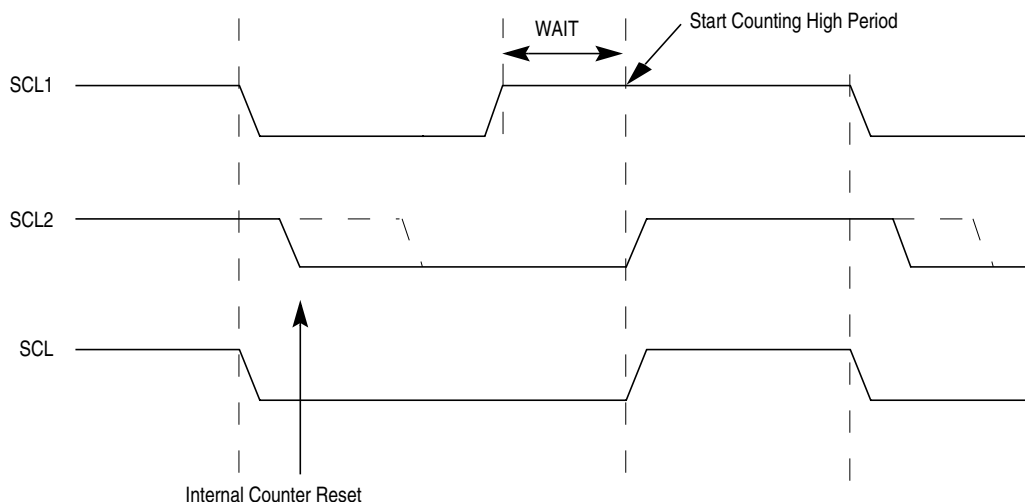 WAIT
Start Counting High Period
SCL1
SCL2
SCL
Internal Counter Reset